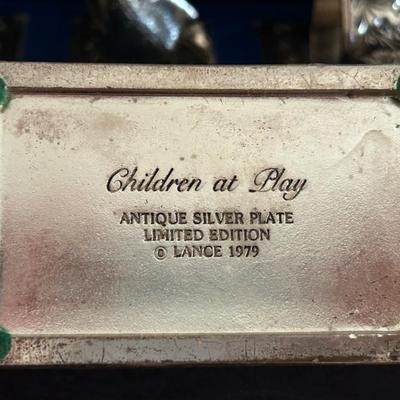 Children at Play
ANTIQUE SILVER PLATE
LIMITED EDITION
© LANCE 1979